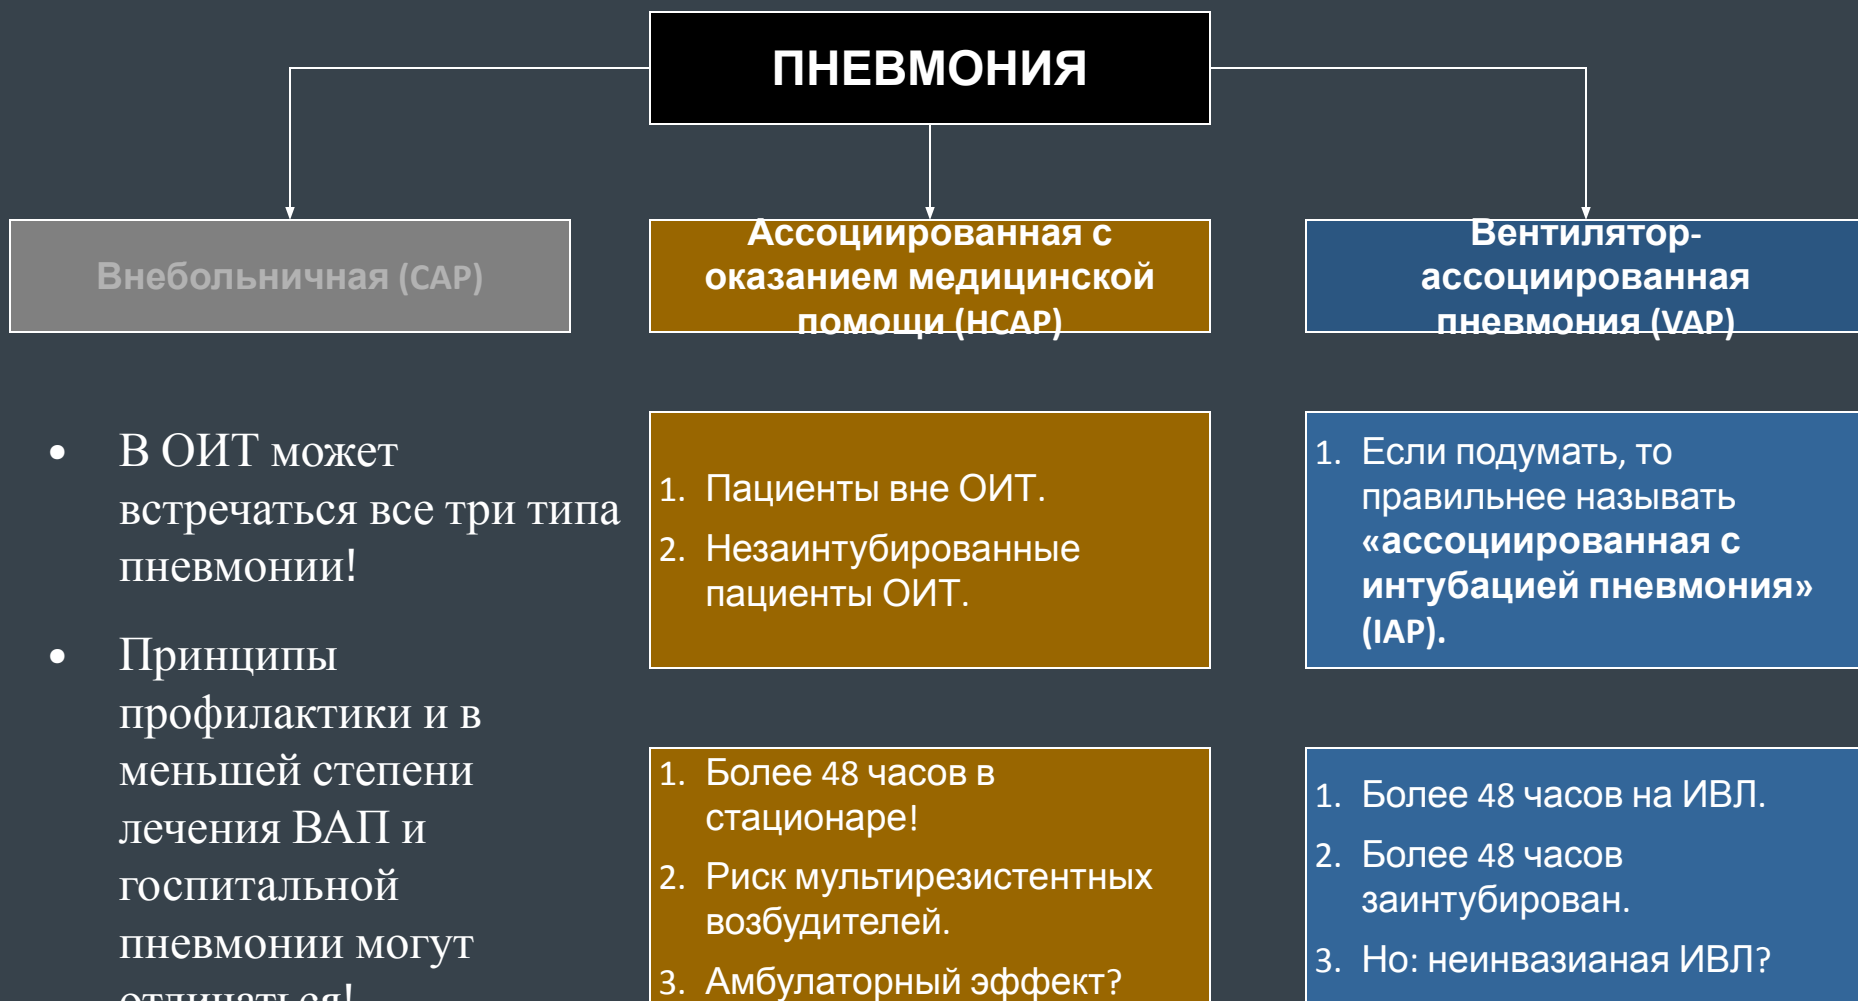 ПНЕВМОНИЯ
Внебольничная (CAP)
Ассоциированная с
оказанием медицинской
помощи (HCAP)
Вентилятор-
ассоциированная
пневмония (VAP)
• В ОИТ может
встречаться все три типа
пневмонии!
• Принципы
профилактики и в
меньшей степени
лечения ВАП и
госпитальной
пневмонии могут
отличаться!
1. Пациенты вне ОИТ.
2. Незаинтубированные
пациенты ОИТ.
1. Более 48 часов в
стационаре!
2. Риск мультирезистентных
возбудителей.
3. Амбулаторный эффект?
1. Если подумать, то
правильнее называть
«ассоциированная с
интубацией пневмония»
(IAP).
1. Более 48 часов на ИВЛ.
2. Более 48 часов
заинтубирован.
3. Но: неинвазианая ИВЛ?